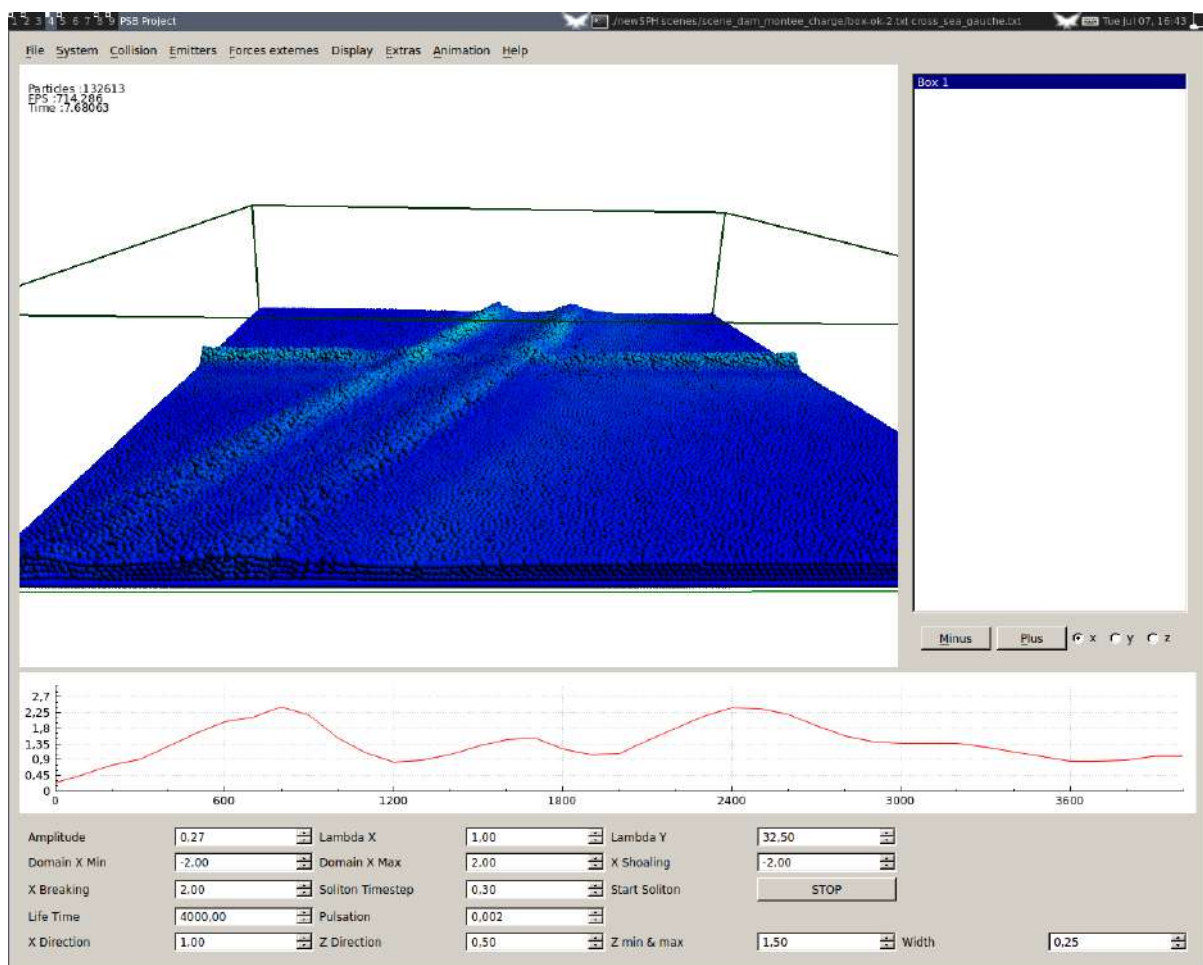 1 2 3 4 5 6 7 8 9 PSB Project /newSPH scenes/scene_dam_montee_charge/box-ok-2.txt cross_sea_gauche.txt Tue Jul 07, 16:43
File System Collision Emitters Forces externes Display Extras Animation Help
Particles :132613
EPS :714,286
Time :7.68063
Box 1
Minus Plus x y z
2,7
2,25
1,8
1,35
0,9
0,45
0
0 600 1200 1800 2400 3000 3600
Amplitude 0,27 Lambda X 1,00 Lambda Y 32,50
Domain X Min -2,00 Domain X Max 2,00 X Shoaling -2,00
X Breaking 2,00 Soliton Timestep 0,30 Start Soliton STOP
Life Time 4000,00 Pulsation 0,002
X Direction 1,00 Z Direction 0,50 Z min & max 1,50 Width 0,25